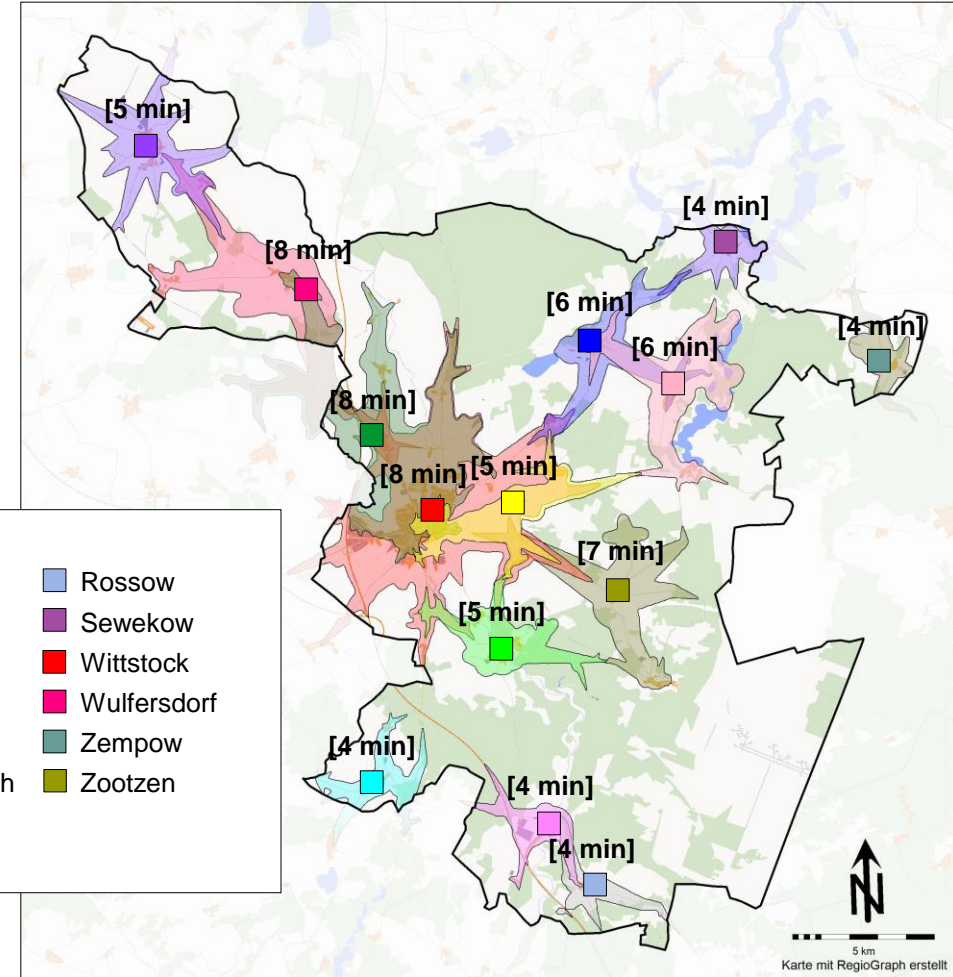 [5 min]
[4 min]
[8 min]
[6 min]
[4 min]
[6 min]
[8 min]
[8 min] [5 min]
[7 min]
[5 min]
[4 min]
[4 min]
[4 min]
Rossow
Sewekow
Wittstock
Wulfersdorf
Zempow
h Zootzen
N
5 km
Karte mit RegioGraph erstellt